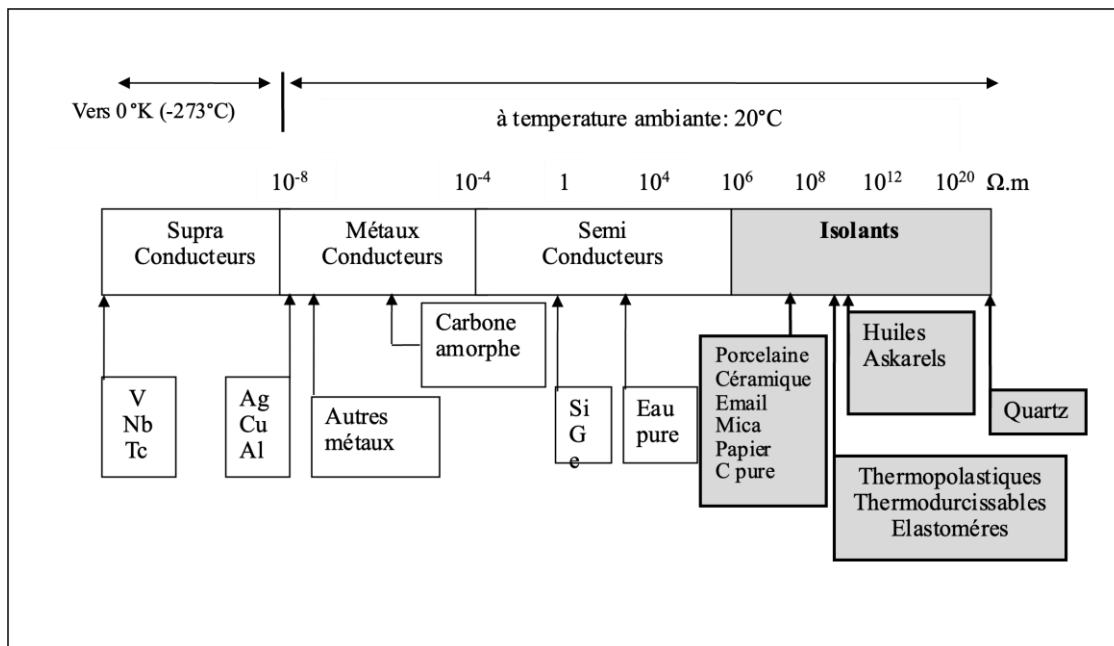 Vers 0 °K (-273°C)
à temperature ambiante: 20°C
10⁻⁸ 10⁻⁴ 1 10⁴ 10⁶ 10⁸ 10¹² 10²⁰ Ω.m
Supra
Conducteurs
Métaux
Conducteurs
Semi
Conducteurs
Isolants
V
Nb
Tc
Ag
Cu
Al
Autres
métaux
Carbone
amorphe
Si
G
e
Eau
pure
Porcelaine
Céramique
Email
Mica
Papier
C pure
Huiles
Askarels
Quartz
Thermopolastiques
Thermodurcissables
Elastoméres